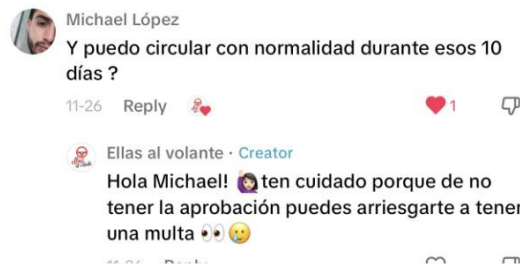 Michael López
Y puedo circular con normalidad durante esos 10
días ?
11-26 Reply
1
Ellas al volante · Creator
Hola Michael! 🙋🏻‍♀️ten cuidado porque de no
tener la aprobación puedes arriesgarte a tener
una multa 👀🥲